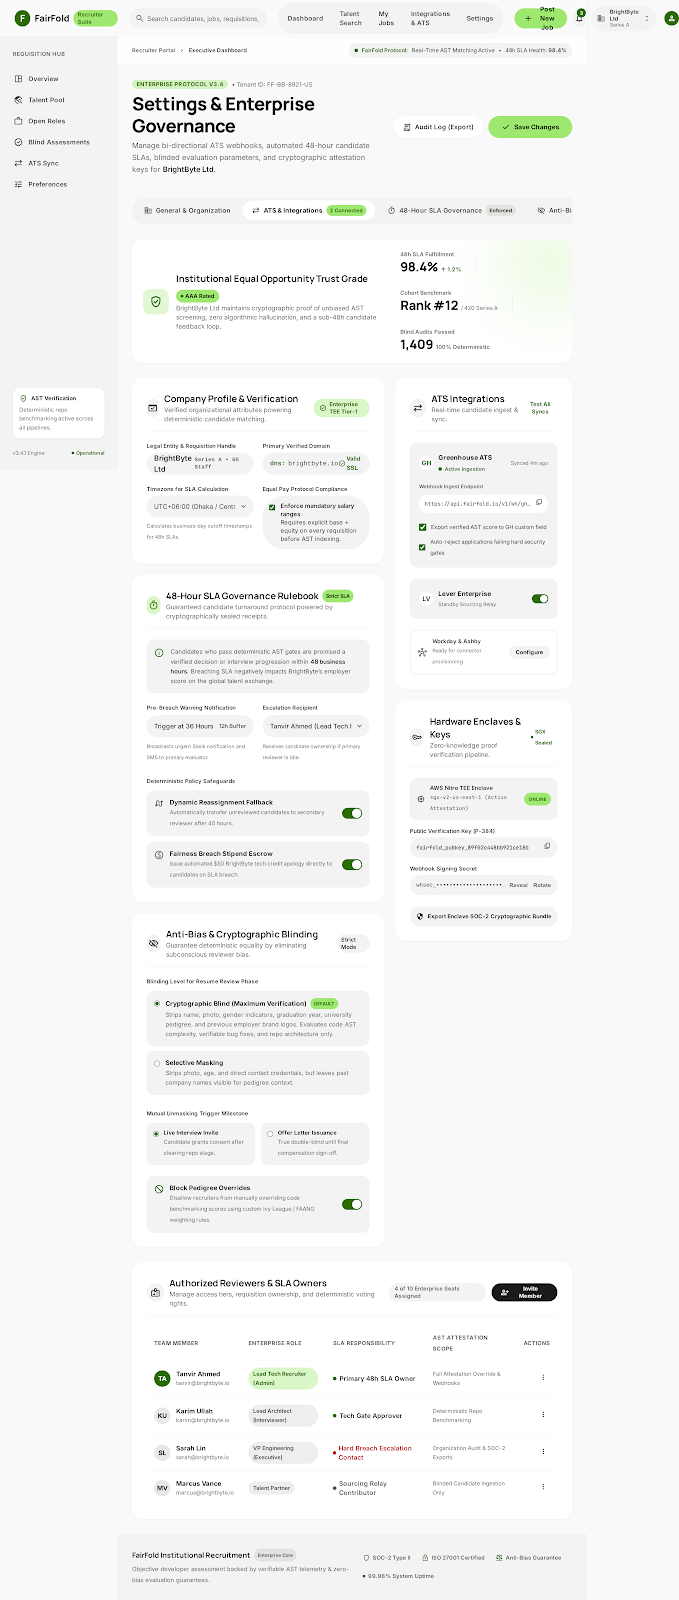 F FairFold Recruiter
Suite
Search candidates, jobs, requisitions,
Dashboard
Talent
Search
My
Jobs
Integrations
& ATS
Settings
Post
New
Job
BrightByte
Ltd
Series A
REQUISITION HUB
Overview
Talent Pool
Open Roles
Blind Assessments
ATS Sync
Preferences
AST Verification
Deterministic repo
benchmarking active across
all pipelines.
v3.4.1 Engine
Operational
Recruiter Portal › Executive Dashboard
FairFold Protocol: Real-Time AST Matching Active • 48h SLA Health: 98.4%
ENTERPRISE PROTOCOL V3.4 • Tenant ID: FF-BB-8921-US
Settings & Enterprise
Governance
Manage bi-directional ATS webhooks, automated 48-hour candidate
SLAs, blinded evaluation parameters, and cryptographic attestation
keys for BrightByte Ltd.
Audit Log (Export)
Save Changes
General & Organization
ATS & Integrations 2 Connected
48-Hour SLA Governance Enforced
Anti-Bi
Institutional Equal Opportunity Trust Grade
AAA Rated
BrightByte Ltd maintains cryptographic proof of unbiased AST
screening, zero algorithmic hallucination, and a sub-48h candidate
feedback loop.
48h SLA Fulfillment
98.4% ↑ 1.2%
Cohort Benchmark
Rank #12 / 420 Series A
Blind Audits Passed
1,409 100% Deterministic
Company Profile & Verification
Verified organizational attributes powering
deterministic candidate matching.
Enterprise
TEE Tier-1
Legal Entity & Requisition Handle
BrightByte
Ltd
Series A • 65
Staff
Primary Verified Domain
dns: brightbyte.io
Valid
SSL
Timezone for SLA Calculation
UTC+06:00 (Dhaka / Centr
Calculates business-day cutoff timestamps
for 48h SLAs.
Equal Pay Protocol Compliance
Enforce mandatory salary
ranges
Requires explicit base +
equity on every requisition
before AST indexing.
48-Hour SLA Governance Rulebook Strict SLA
Guaranteed candidate turnaround protocol powered by
cryptographically sealed receipts.
Candidates who pass deterministic AST gates are promised a
verified decision or interview progression within 48 business
hours. Breaching SLA negatively impacts BrightByte's employer
score on the global talent exchange.
Pre-Breach Warning Notification
Trigger at 36 Hours 12h Buffer
Broadcasts urgent Slack notification and
SMS to primary evaluator.
Escalation Recipient
Tanvir Ahmed (Lead Tech I
Receives candidate ownership if primary
reviewer is idle.
Deterministic Policy Safeguards
Dynamic Reassignment Fallback
Automatically transfer unreviewed candidates to secondary
reviewer after 40 hours.
Fairness Breach Stipend Escrow
Issue automated $50 BrightByte tech credit apology directly to
candidates on SLA breach.
Anti-Bias & Cryptographic Blinding
Guarantee deterministic equality by eliminating
subconscious reviewer bias.
Strict
Mode
Blinding Level for Resume Review Phase
Cryptographic Blind (Maximum Verification) DEFAULT
Strips name, photo, gender indicators, graduation year, university
pedigree, and previous employer brand logos. Evaluates code AST
complexity, verifiable bug fixes, and repo architecture only.
Selective Masking
Strips photo, age, and direct contact credentials, but leaves past
company names visible for pedigree context.
Mutual Unmasking Trigger Milestone
Live Interview Invite
Candidate grants consent after
clearing repo stage.
Offer Letter Issuance
True double-blind until final
compensation sign-off.
Block Pedigree Overrides
Disallow recruiters from manually overriding code
benchmarking scores using custom Ivy League / FAANG
weighting rules.
ATS Integrations
Real-time candidate ingest &
sync.
Test All
Syncs
GH Greenhouse ATS
Active Ingestion
Synced 4m ago
Webhook Ingest Endpoint
https://api.fairfold.io/v1/wh/gh…
Export verified AST score to GH custom field
Auto-reject applications failing hard security
gates
LV Lever Enterprise
Standby Sourcing Relay
Workday & Ashby
Ready for connector
provisioning
Configure
Hardware Enclaves &
Keys
Zero-knowledge proof
verification pipeline.
SGX
Sealed
AWS Nitro TEE Enclave
sgx-v2-us-east-1 (Active
Attestation)
ONLINE
Public Verification Key (P-384)
fairfold_pubkey_89f02c448bb921ce18b
Webhook Signing Secret
whsec_••••••••••••••••••••… Reveal Rotate
Export Enclave SOC-2 Cryptographic Bundle
Authorized Reviewers & SLA Owners
Manage access tiers, requisition ownership, and deterministic voting
rights.
4 of 10 Enterprise Seats
Assigned
Invite
Member
TEAM MEMBER ENTERPRISE ROLE SLA RESPONSIBILITY AST ATTESTATION
SCOPE ACTIONS
TA Tanvir Ahmed
tanvir@brightbyte.io
Lead Tech Recruiter
(Admin)
Primary 48h SLA Owner
Full Attestation Override &
Webhooks
KU Karim Ullah
karim@brightbyte.io
Lead Architect
(Interviewer)
Tech Gate Approver
Deterministic Repo
Benchmarking
SL Sarah Lin
sarah@brightbyte.io
VP Engineering
(Executive)
Hard Breach Escalation
Contact
Organization Audit & SOC-2
Exports
MV Marcus Vance
marcus@brightbyte.io
Talent Partner
Sourcing Relay
Contributor
Blinded Candidate Ingestion
Only
FairFold Institutional Recruitment Enterprise Core
Objective developer assessment backed by verifiable AST telemetry & zero-
bias evaluation guarantees.
SOC-2 Type II
ISO 27001 Certified
Anti-Bias Guarantee
99.98% System Uptime